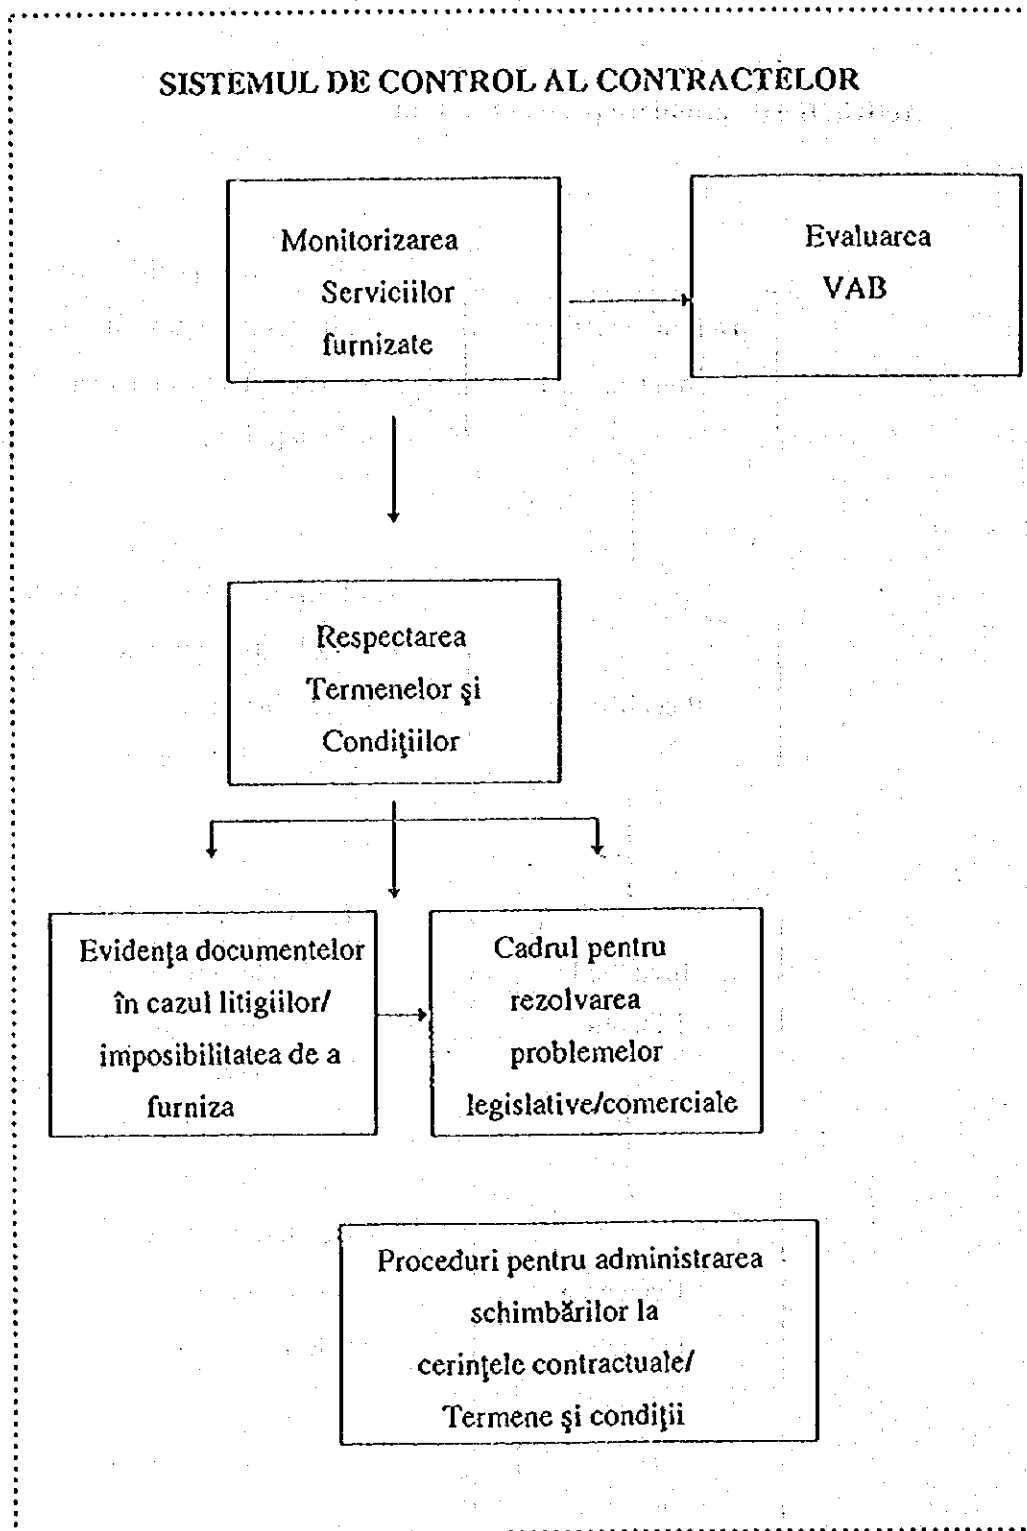 SISTEMUL DE CONTROL AL CONTRACTELOR
Monitorizarea
Serviciilor
furnizate
Evaluarea
VAB
Respectarea
Termenelor şi
Condiţiilor
Evidenţa documentelor
în cazul litigiilor/
imposibilitatea de a
furniza
Cadrul pentru
rezolvarea
problemelor
legislative/comerciale
Proceduri pentru administrarea
schimbărilor la
cerinţele contractuale/
Termene şi condiţii